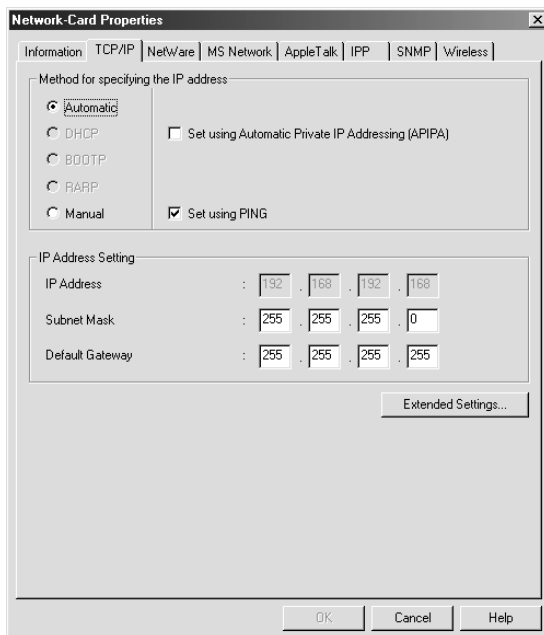 Network-Card Properties
Information TCP/IP NetWare MS Network AppleTalk IPP SNMP Wireless
Method for specifying the IP address
Automatic
DHCP Set using Automatic Private IP Addressing (APIPA)
BOOTP
RARP
Manual Set using PING
IP Address Setting
IP Address : 192 . 168 . 192 . 168
Subnet Mask : 255 . 255 . 255 . 0
Default Gateway : 255 . 255 . 255 . 255
Extended Settings...
OK Cancel Help